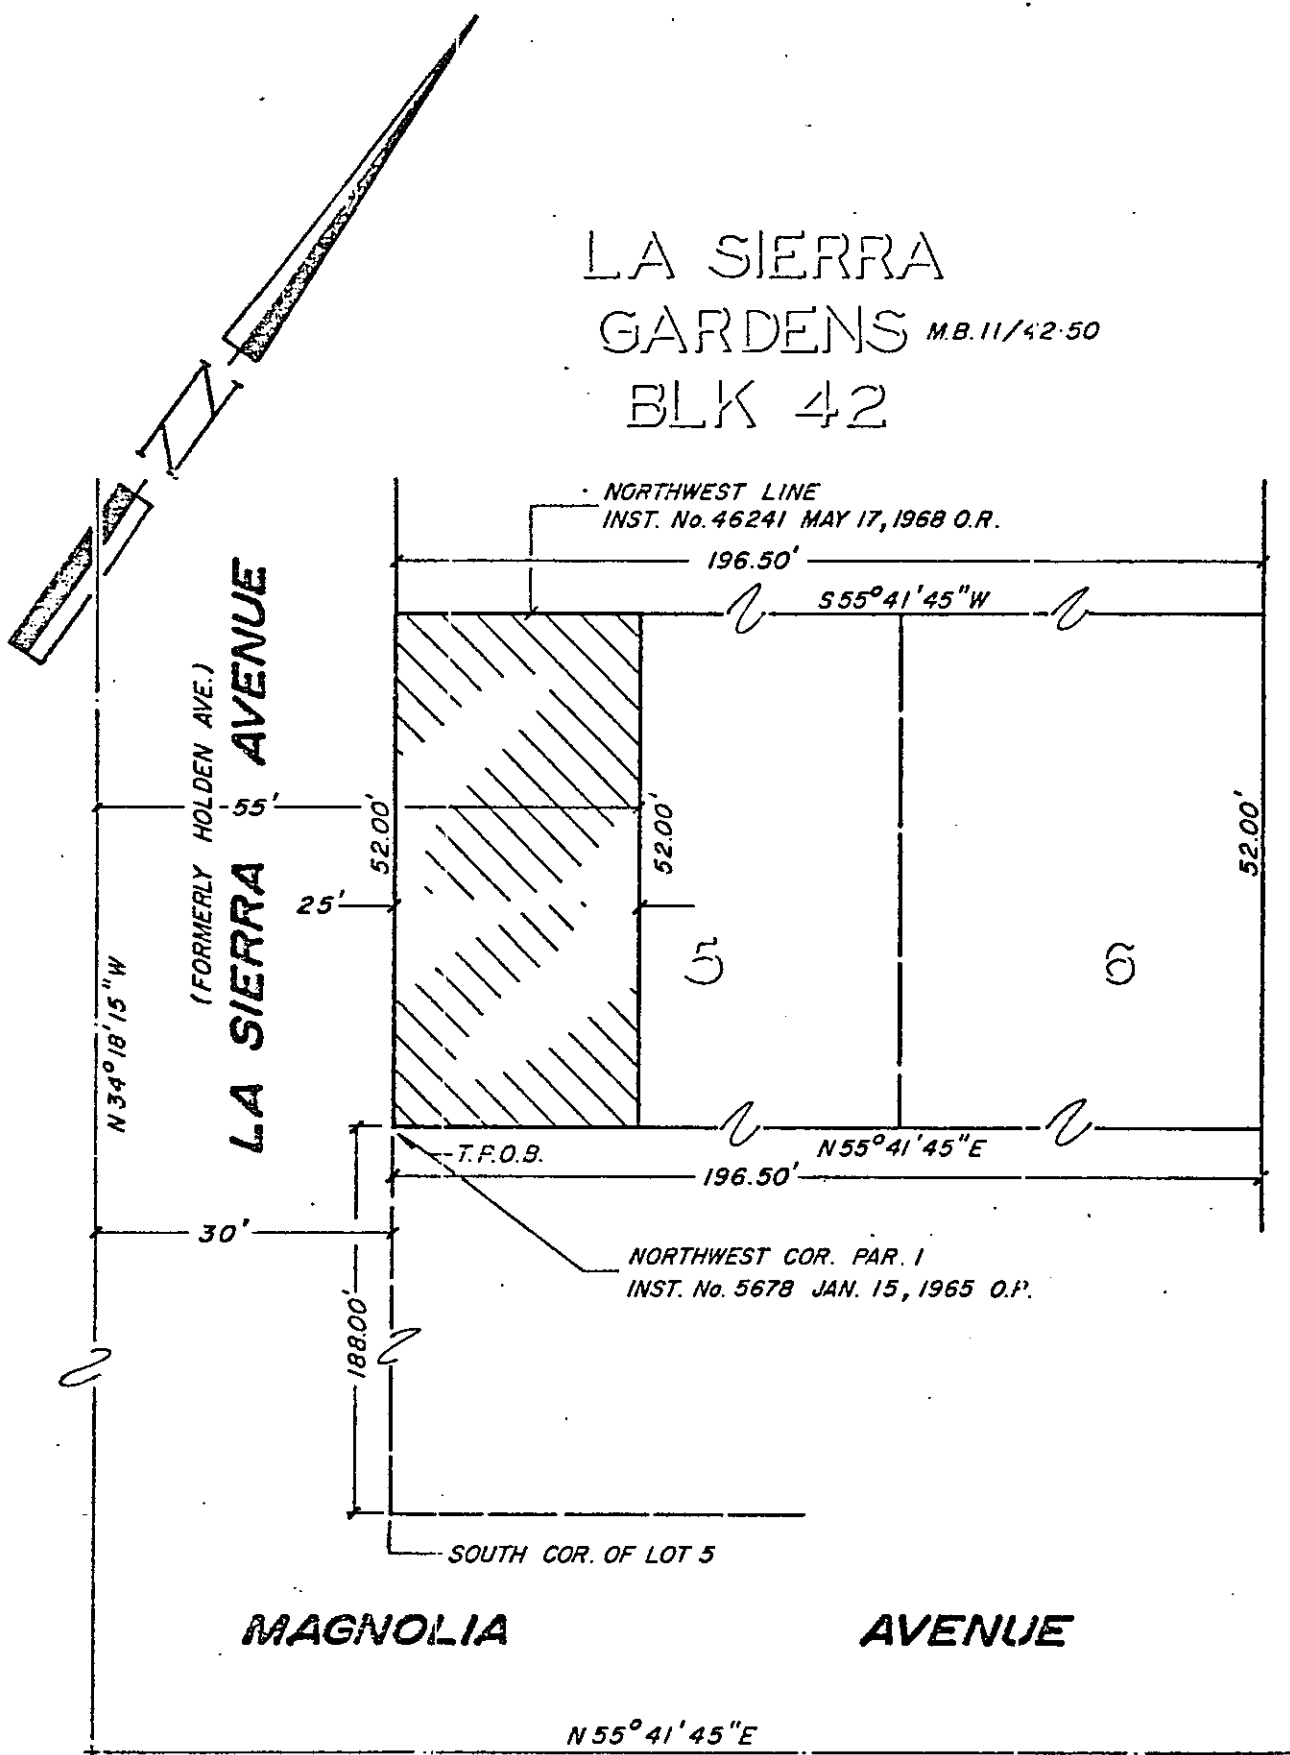 LA SIERRA
GARDENS M.B. 11/42-50
BLK 42
N
NORTHWEST LINE
INST. No. 46241 MAY 17, 1968 O.R.
196.50'
S 55° 41' 45" W
(FORMERLY HOLDEN AVE.)
LA SIERRA AVENUE
55'
52.00'
52.00'
52.00'
25'
5
6
N 34° 18' 15" W
T.P.O.B.
N 55° 41' 45" E
196.50'
30'
NORTHWEST COR. PAR. 1
INST. No. 5678 JAN. 15, 1965 O.R.
188.00'
SOUTH COR. OF LOT 5
MAGNOLIA AVENUE
N 55° 41' 45" E